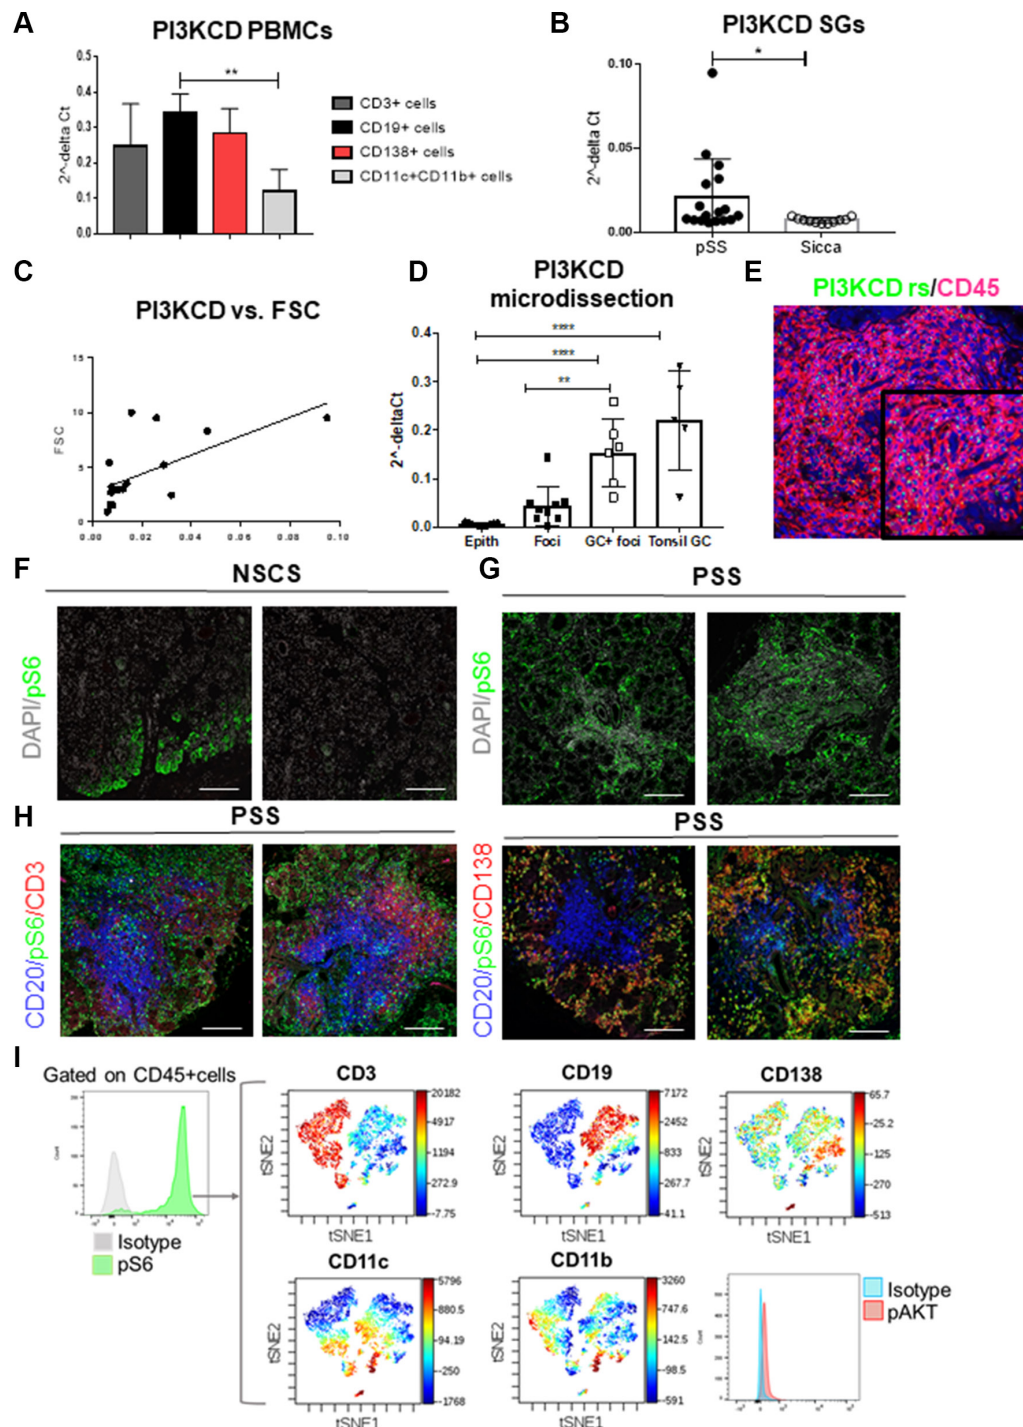 A
PI3KCD PBMCs
2^-delta Ct
0.5
0.4
0.3
0.2
0.1
0.0
**
CD3+ cells
CD19+ cells
CD138+ cells
CD11c+CD11b+ cells
B
PI3KCD SGs
2^-delta Ct
0.10
0.05
0.00
*
pSS
Sicca
C
PI3KCD vs. FSC
FSC
15
10
5
0
0.00
0.02
0.04
0.06
0.08
0.10
D
PI3KCD
microdissection
2^-deltaCt
0.4
0.3
0.2
0.1
0.0
****
****
**
Epith
Foci
GC+ foci
Tonsil GC
E
PI3KCD rs/CD45
F
NSCS
DAPI/pS6
G
PSS
DAPI/pS6
H
PSS
CD20/pS6/CD3
PSS
CD20/pS6/CD138
I
Gated on CD45+cells
Count
Isotype
pS6
CD3
tSNE2
tSNE1
20182
4917
1194
-272.9
-7.75
CD19
tSNE2
tSNE1
7172
2452
833
267.7
-41.1
CD138
tSNE2
tSNE1
65.7
-25.2
-125
-270
-513
CD11c
tSNE2
tSNE1
5796
880.5
94.19
-250
-1768
CD11b
tSNE2
tSNE1
3260
747.6
142.5
-98.5
-591
Count
Isotype
pAKT